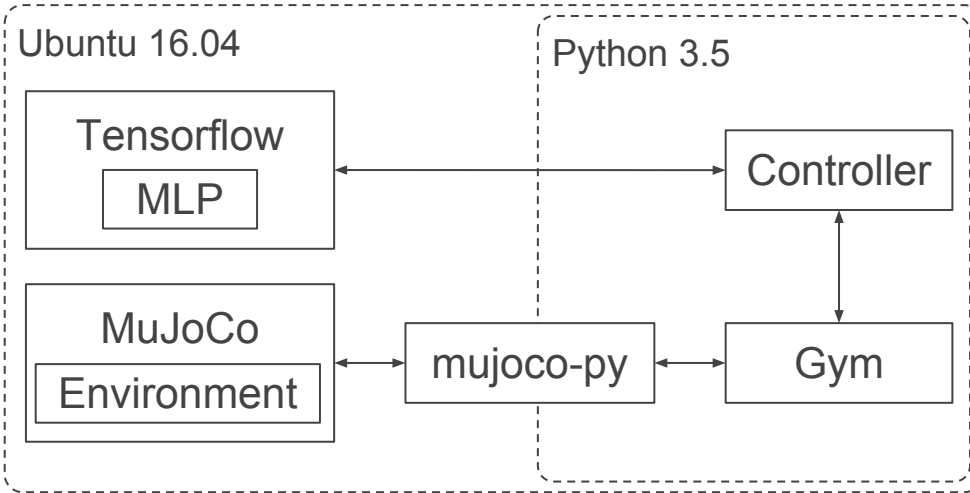 Ubuntu 16.04
Python 3.5
Tensorflow
MLP
Controller
MuJoCo
Environment
mujoco-py
Gym